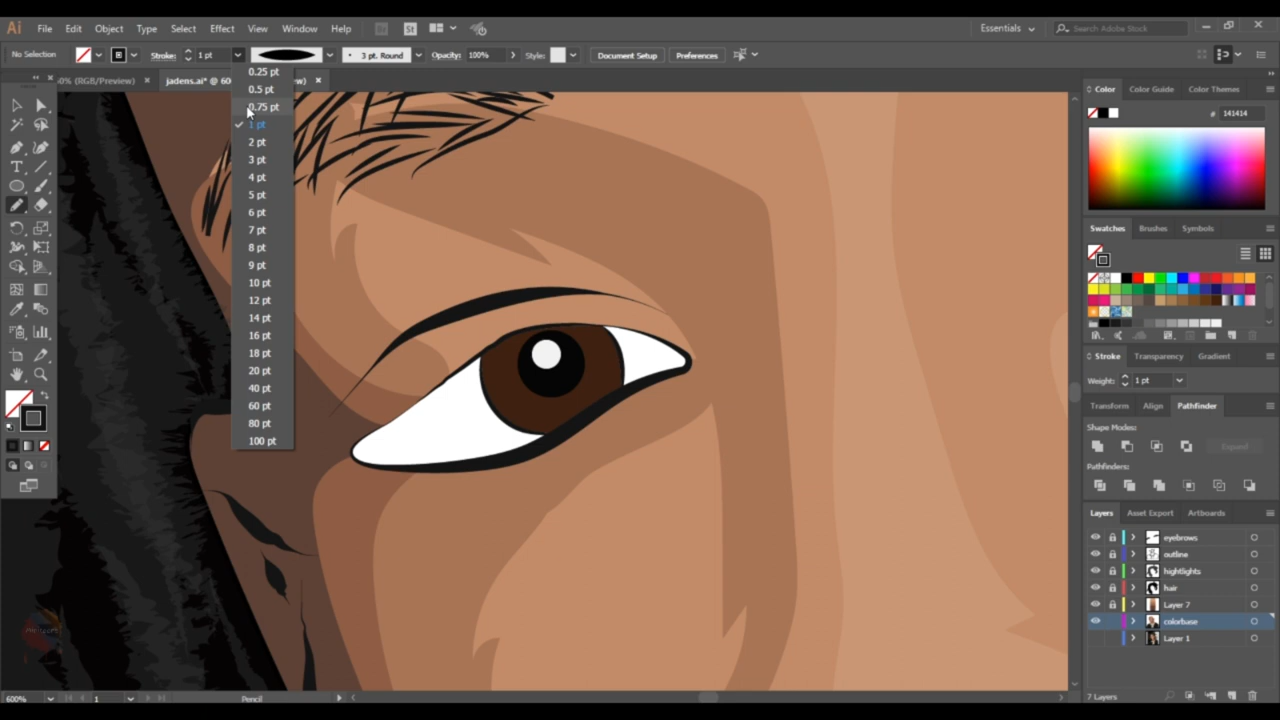 Ai File Edit Object Type Select Effect View Window Help Br St Essentials Search Adobe Stock
No Selection Stroke: 1 pt 3 pt. Round Opacity: 100% Style: Document Setup Preferences
0% (RGB/Preview) × jadens.ai* @ 600 ×
0.25 pt
0.5 pt
0.75 pt
1 pt
2 pt
3 pt
4 pt
5 pt
6 pt
7 pt
8 pt
9 pt
10 pt
12 pt
14 pt
16 pt
18 pt
20 pt
40 pt
60 pt
80 pt
100 pt
Color Color Guide Color Themes
# 141414
Swatches Brushes Symbols
Stroke Transparency Gradient
Weight: 1 pt
Transform Align Pathfinder
Shape Modes:
Expand
Pathfinders:
Layers Asset Export Artboards
eyebrows
outline
hightlights
hair
Layer 7
colorbase
Layer 1
7 Layers
600% 1 Pencil